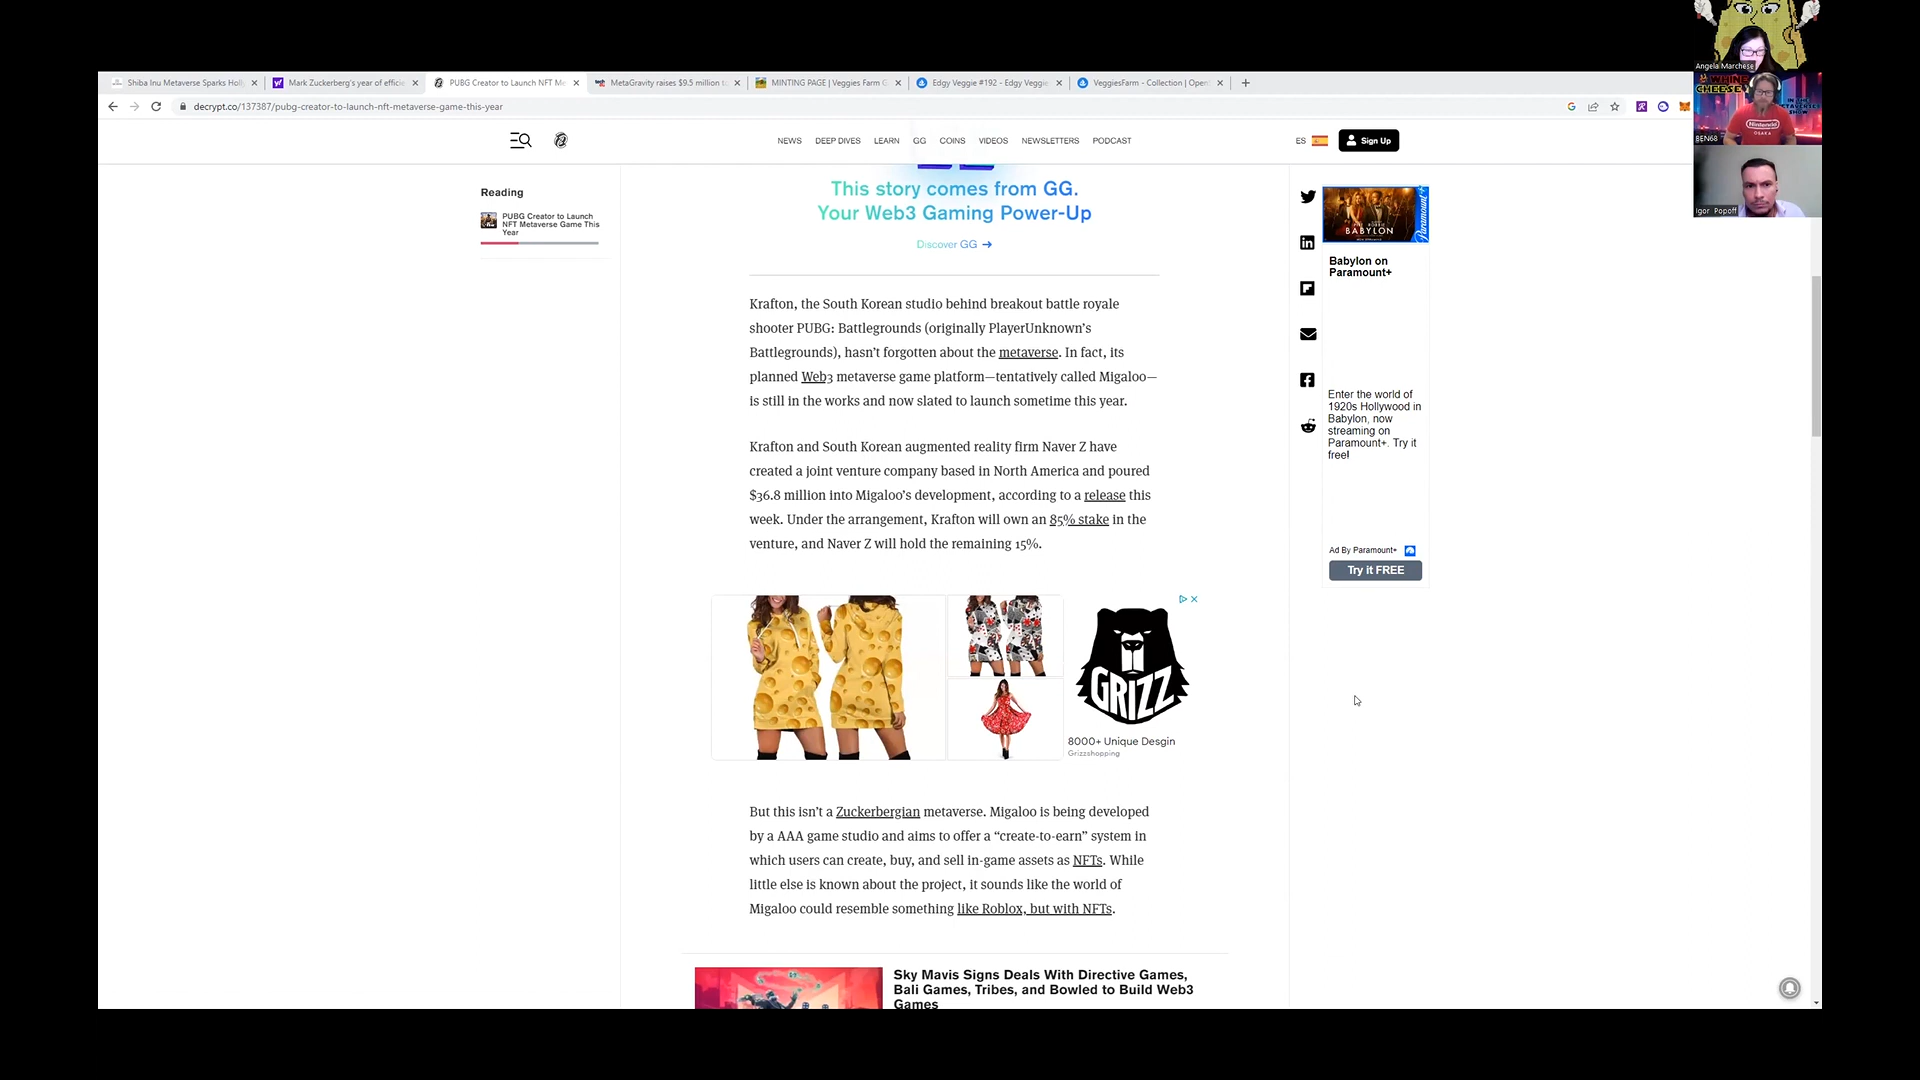 Shiba Inu Metaverse Sparks Holl
Mark Zuckerberg's year of efficie
PUBG Creator to Launch NFT Me
MetaGravity raises $9.5 million to
MINTING PAGE | Veggies Farm G
Edgy Veggie #192 - Edgy Veggie
VeggiesFarm - Collection | Open
decrypt.co/137387/pubg-creator-to-launch-nft-metaverse-game-this-year
NEWS DEEP DIVES LEARN GG COINS VIDEOS NEWSLETTERS PODCAST
ES
Sign Up
Angela Marchese
WHINE
CHEESE
IN THE
METAVERSE
SHOW
Nintendo
OSAKA
BEN68
Igor Popoff
Reading
PUBG Creator to Launch
NFT Metaverse Game This
Year
This story comes from GG.
Your Web3 Gaming Power-Up
Discover GG →
Krafton, the South Korean studio behind breakout battle royale
shooter PUBG: Battlegrounds (originally PlayerUnknown’s
Battlegrounds), hasn’t forgotten about the metaverse. In fact, its
planned Web3 metaverse game platform—tentatively called Migaloo—
is still in the works and now slated to launch sometime this year.
Krafton and South Korean augmented reality firm Naver Z have
created a joint venture company based in North America and poured
$36.8 million into Migaloo’s development, according to a release this
week. Under the arrangement, Krafton will own an 85% stake in the
venture, and Naver Z will hold the remaining 15%.
GRIZZ
8000+ Unique Desgin
Grizzshopping
But this isn’t a Zuckerbergian metaverse. Migaloo is being developed
by a AAA game studio and aims to offer a “create-to-earn” system in
which users can create, buy, and sell in-game assets as NFTs. While
little else is known about the project, it sounds like the world of
Migaloo could resemble something like Roblox, but with NFTs.
Sky Mavis Signs Deals With Directive Games,
Bali Games, Tribes, and Bowled to Build Web3
Games
BABYLON
Paramount+
Babylon on
Paramount+
Enter the world of
1920s Hollywood in
Babylon, now
streaming on
Paramount+. Try it
free!
Ad By Paramount+
Try it FREE